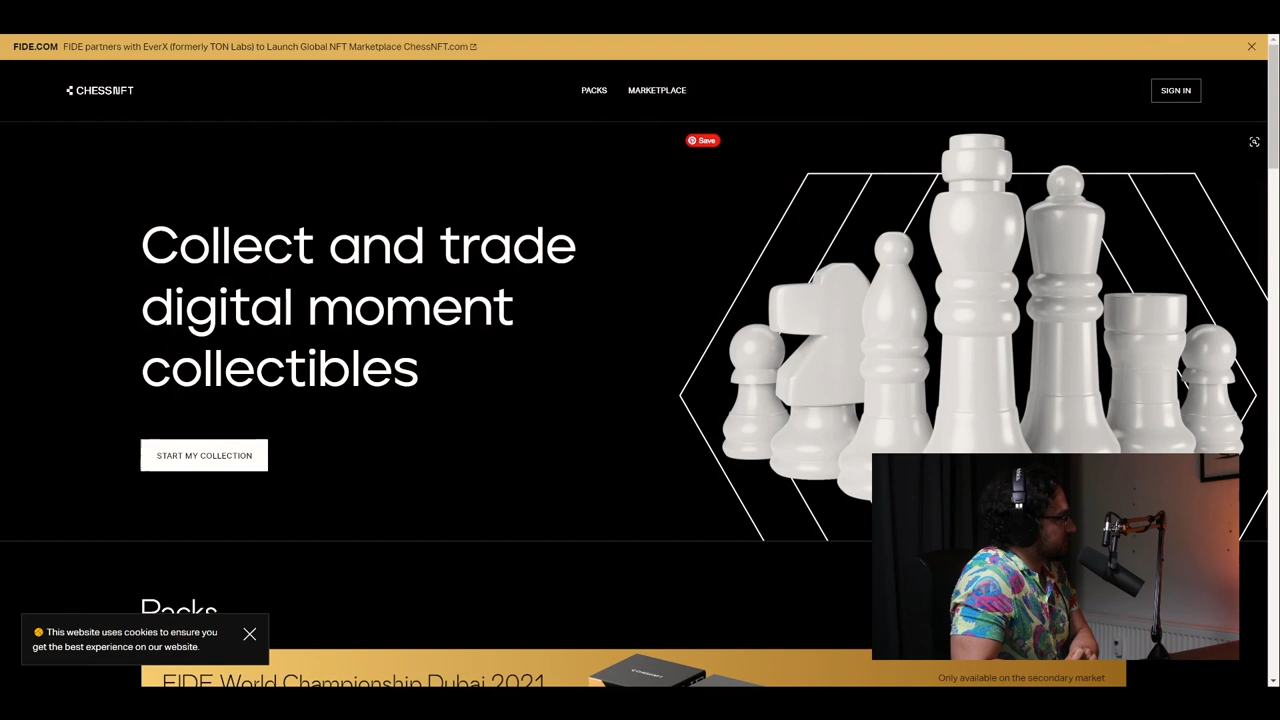 FIDE.COM FIDE partners with EverX (formerly TON Labs) to Launch Global NFT Marketplace ChessNFT.com
CHESSNFT
PACKS
MARKETPLACE
SIGN IN
Save
Collect and trade
digital moment
collectibles
START MY COLLECTION
Packs
This website uses cookies to ensure you
get the best experience on our website.
FIDE World Championship Dubai 2021
CHESSNFT
Only available on the secondary market